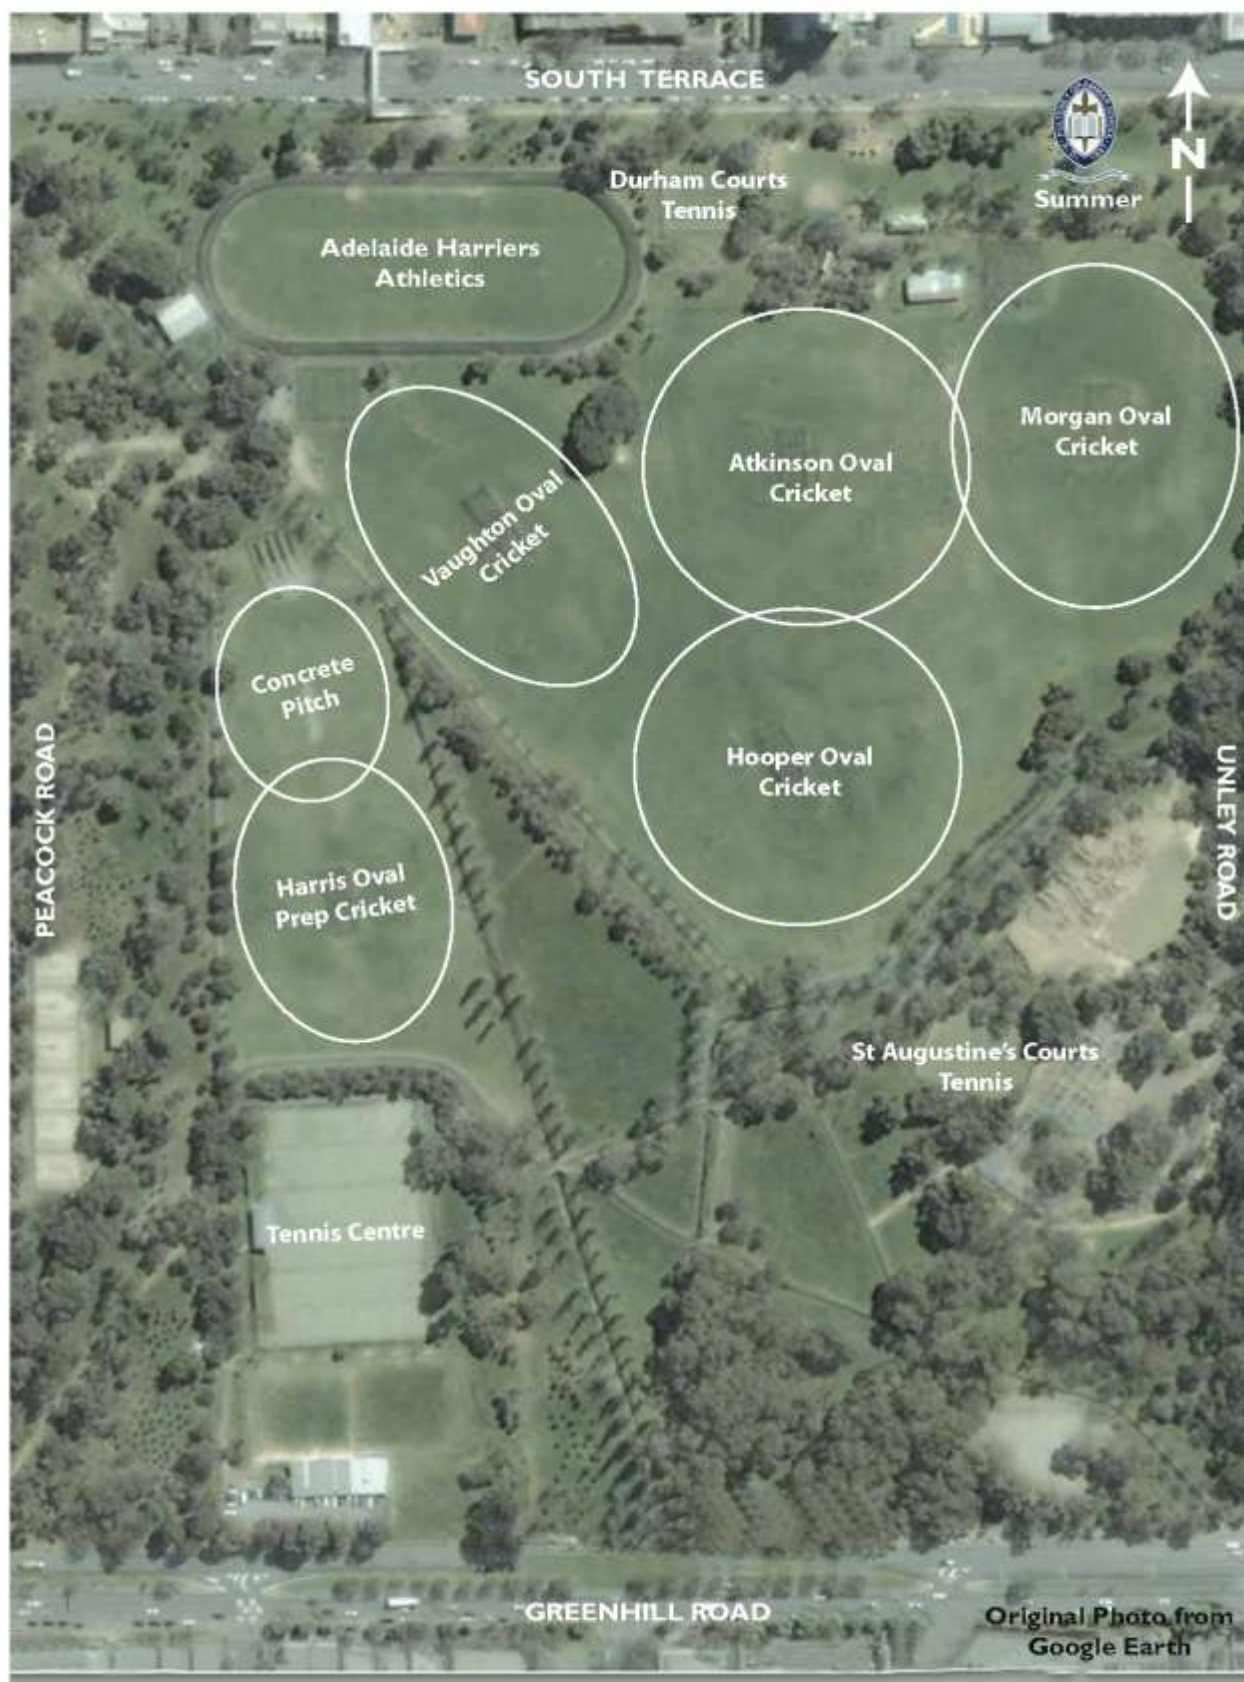 SOUTH TERRACE
N
Summer
Durham Courts
Tennis
Adelaide Harriers
Athletics
Morgan Oval
Cricket
Atkinson Oval
Cricket
Vaughton Oval
Cricket
Concrete
Pitch
Hooper Oval
Cricket
PEACOCK ROAD
UNLEY ROAD
Harris Oval
Prep Cricket
St Augustine's Courts
Tennis
Tennis Centre
GREENHILL ROAD
Original Photo from
Google Earth